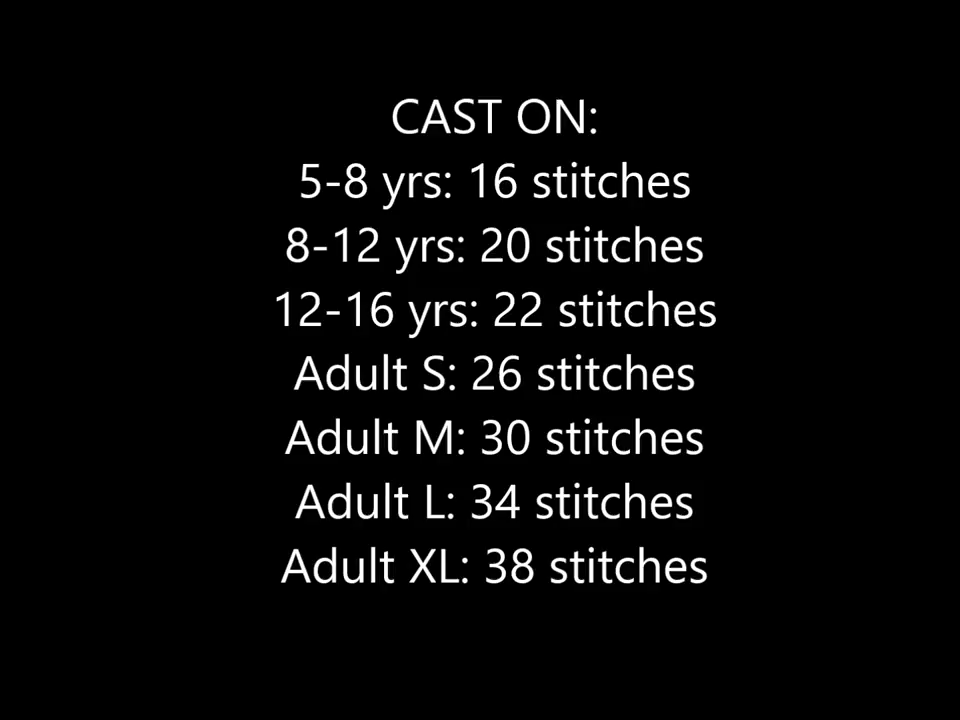 CAST ON:
5-8 yrs: 16 stitches
8-12 yrs: 20 stitches
12-16 yrs: 22 stitches
Adult S: 26 stitches
Adult M: 30 stitches
Adult L: 34 stitches
Adult XL: 38 stitches